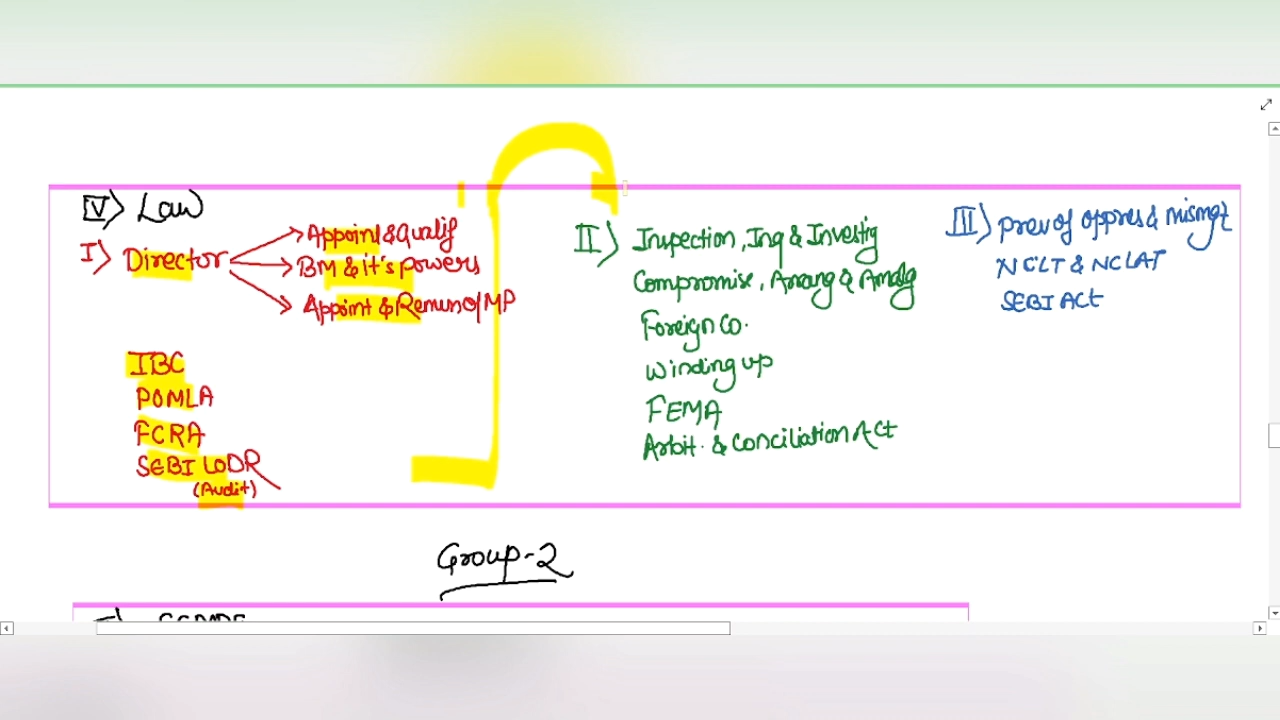 IV) Law
I) Director
Appoint & Qualif
BM & it's powers
Appoint & Remun of MP
IBC
POMLA
FCRA
SEBI LODR
(Audit)
II) Inspection, Inq & Investig
Compromise, Arrang & Amalg
Foreign Co.
Winding up
FEMA
Arbit. & Conciliation Act
III) Prev of oppres & mismgt
NCLT & NCLAT
SEBI Act
Group-2